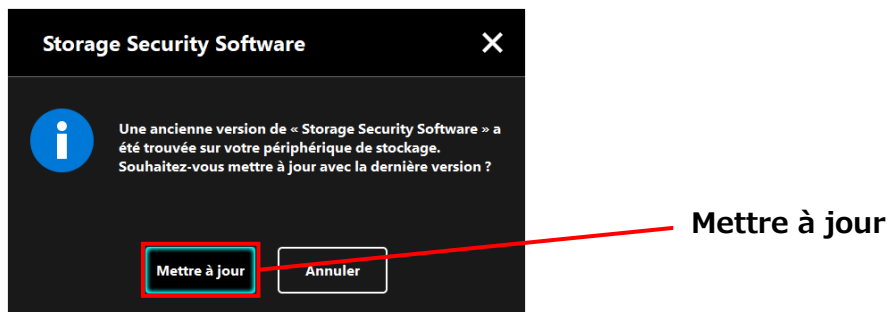 Storage Security Software
Une ancienne version de « Storage Security Software » a
été trouvée sur votre périphérique de stockage.
Souhaitez-vous mettre à jour avec la dernière version ?
Mettre à jour
Mettre à jour
Annuler